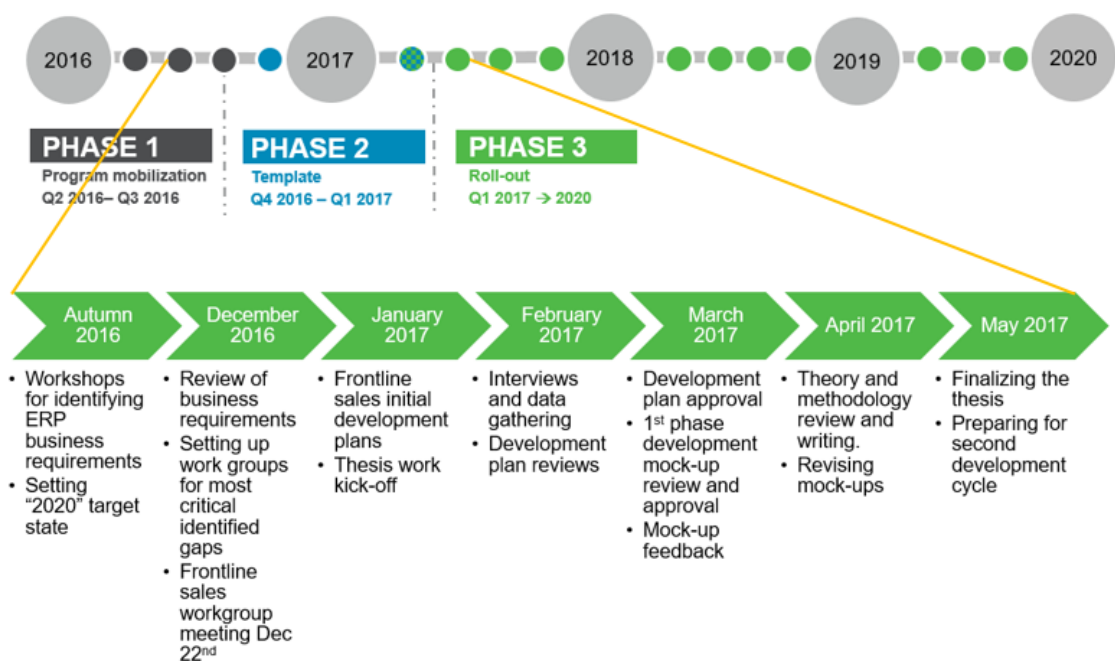 2016
2017
2018
2019
2020
PHASE 1
Program mobilization
Q2 2016– Q3 2016
PHASE 2
Template
Q4 2016 – Q1 2017
PHASE 3
Roll-out
Q1 2017 → 2020
Autumn
2016
• Workshops
for identifying
ERP
business
requirements
• Setting
“2020” target
state
December
2016
• Review of
business
requirements
• Setting up
work groups
for most
critical
identified
gaps
• Frontline
sales
workgroup
meeting Dec
22nd
January
2017
• Frontline
sales initial
development
plans
• Thesis work
kick-off
February
2017
• Interviews
and data
gathering
• Development
plan reviews
March
2017
• Development
plan approval
• 1st phase
development
mock-up
review and
approval
• Mock-up
feedback
April 2017
• Theory and
methodology
review and
writing.
• Revising
mock-ups
May 2017
• Finalizing the
thesis
• Preparing for
second
development
cycle